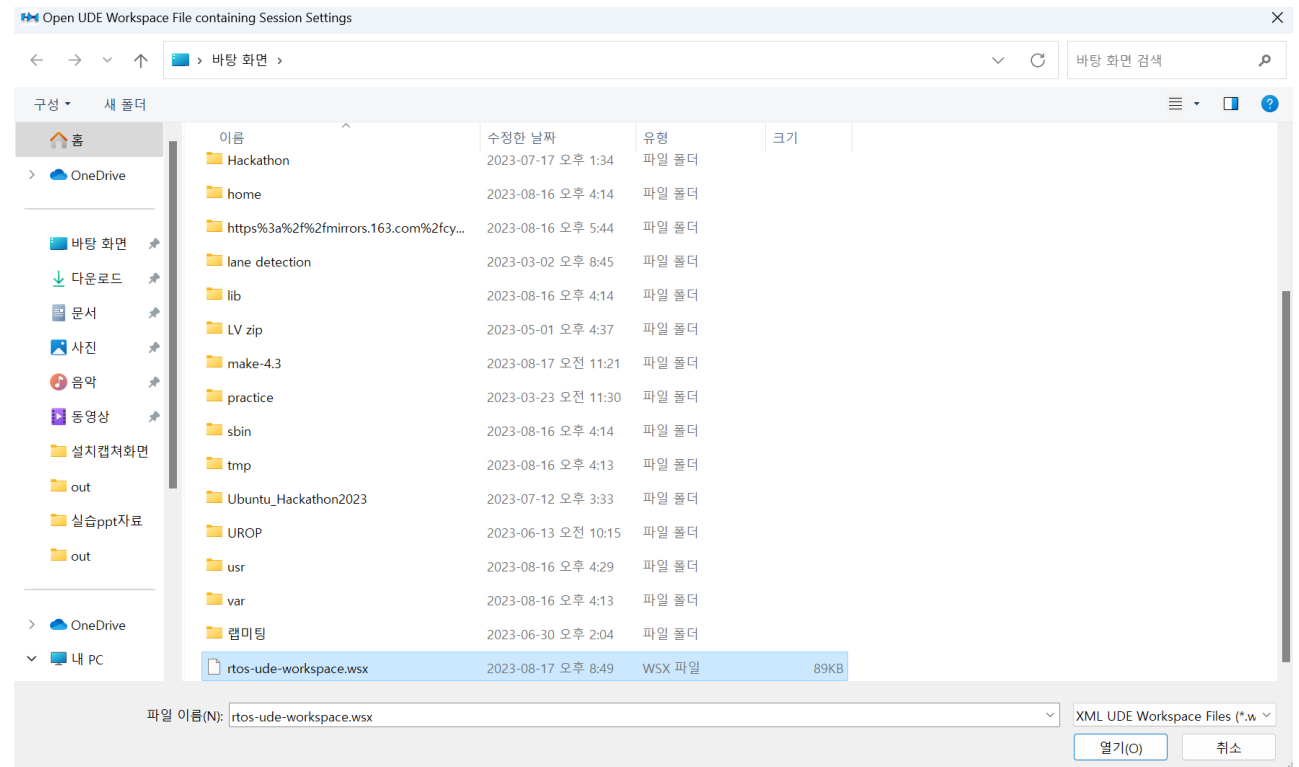 Open UDE Workspace File containing Session Settings
바탕 화면
바탕 화면 검색
구성
새 폴더
홈
OneDrive
바탕 화면
다운로드
문서
사진
음악
동영상
설치캡쳐화면
out
실습ppt자료
out
OneDrive
내 PC
이름 수정한 날짜 유형 크기
Hackathon 2023-07-17 오후 1:34 파일 폴더
home 2023-08-16 오후 4:14 파일 폴더
https%3a%2f%2fmirrors.163.com%2fcy... 2023-08-16 오후 5:44 파일 폴더
lane detection 2023-03-02 오후 8:45 파일 폴더
lib 2023-08-16 오후 4:14 파일 폴더
LV zip 2023-05-01 오후 4:37 파일 폴더
make-4.3 2023-08-17 오전 11:21 파일 폴더
practice 2023-03-23 오전 11:30 파일 폴더
sbin 2023-08-16 오후 4:14 파일 폴더
tmp 2023-08-16 오후 4:13 파일 폴더
Ubuntu_Hackathon2023 2023-07-12 오후 3:33 파일 폴더
UROP 2023-06-13 오전 10:15 파일 폴더
usr 2023-08-16 오후 4:29 파일 폴더
var 2023-08-16 오후 4:13 파일 폴더
랩미팅 2023-06-30 오후 2:04 파일 폴더
rtos-ude-workspace.wsx 2023-08-17 오후 8:49 WSX 파일 89KB
파일 이름(N): rtos-ude-workspace.wsx
XML UDE Workspace Files (*.w
열기(O)
취소